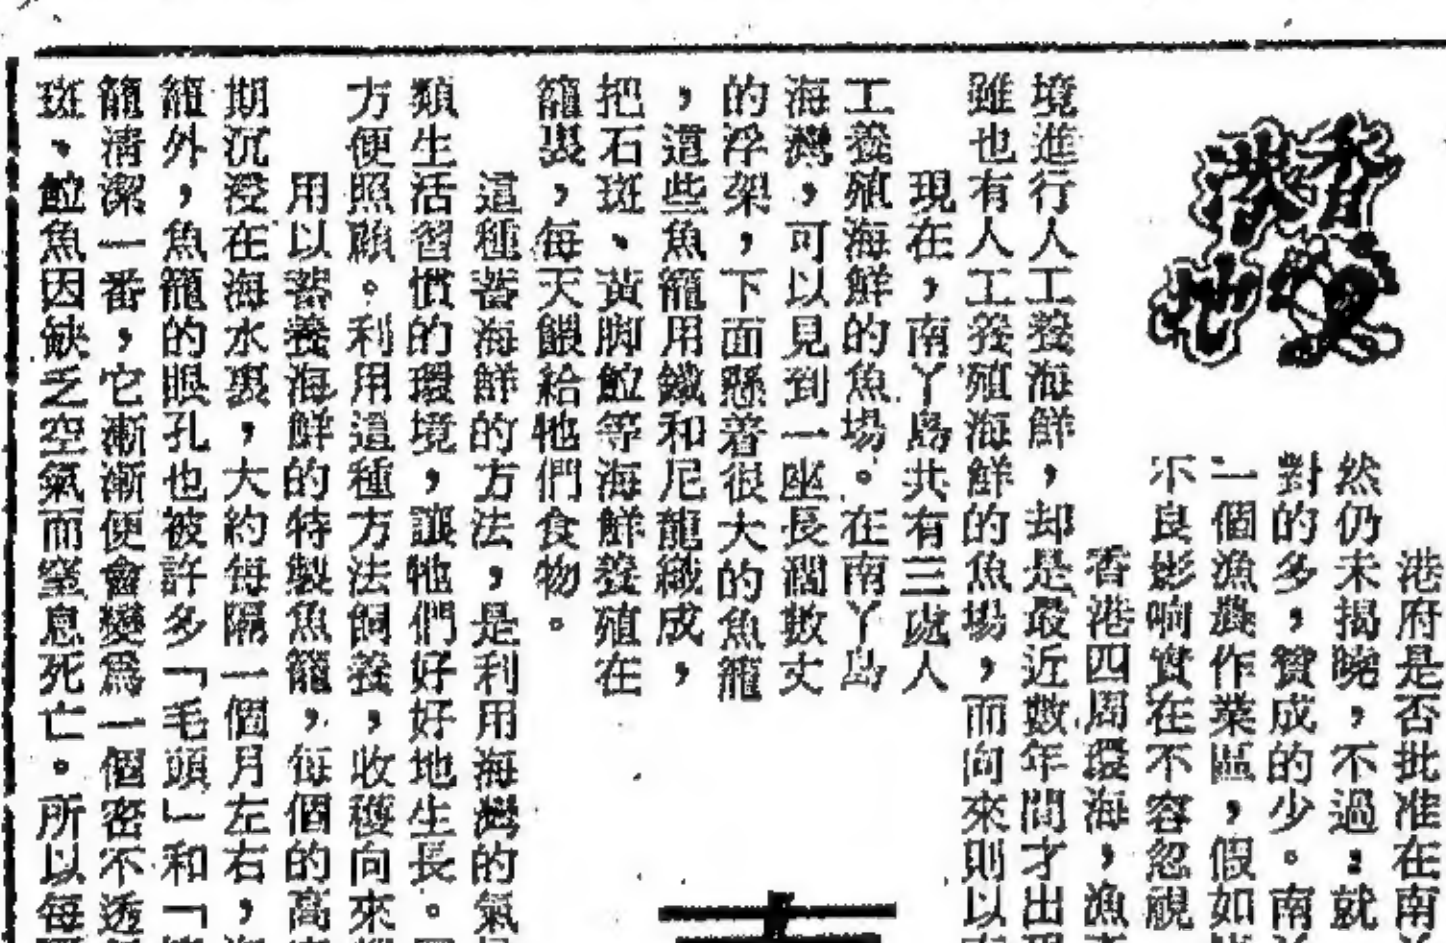 香港掌地
港府是否批准在南
然仍未揭曉，不過：就
對的多，贊成的少。南
一個漁農作業區，假如
不良影响實在不容忽視
香港四周環海，漁
境進行人工養海鮮，却是最近數年間才出
雖也有人工養殖海鮮的魚場，而向來則以
現在，南丫島共有三處人
工養殖海鮮的魚場。在南丫島
海灣，可以見到一座長濶數丈
的浮架，下面懸着很大的魚籠
，這些魚籠用鐵和尼龍織成，
把石斑、黃脚䱽等海鮮養殖在
籠裏，每天餵給牠們食物。
這種蓄海鮮的方法，是利用海灣的氣
類生活習慣的環境，讓牠們好好地生長。
方便照顧。利用這種方法飼養，收穫向來
用以蓄養海鮮的特製魚籠，每個的高
期沉浸在海水裏，大約每隔一個月左右，
籠外，魚籠的眼孔也被許多「毛頭」和「
籠清潔一番，它漸漸便會變爲一個密不透
斑、䱽魚因缺乏空氣而窒息死亡。所以每